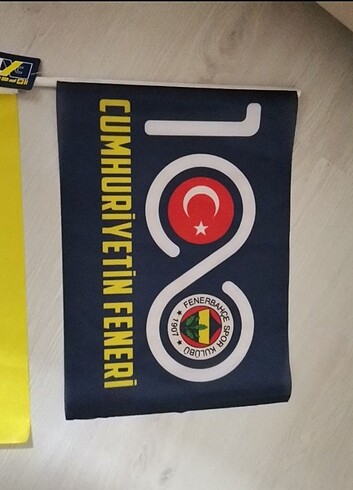 100
FENERBAHÇE SPOR KULÜBÜ
★ 1907 ★
CUMHURİYETİN FENERİ